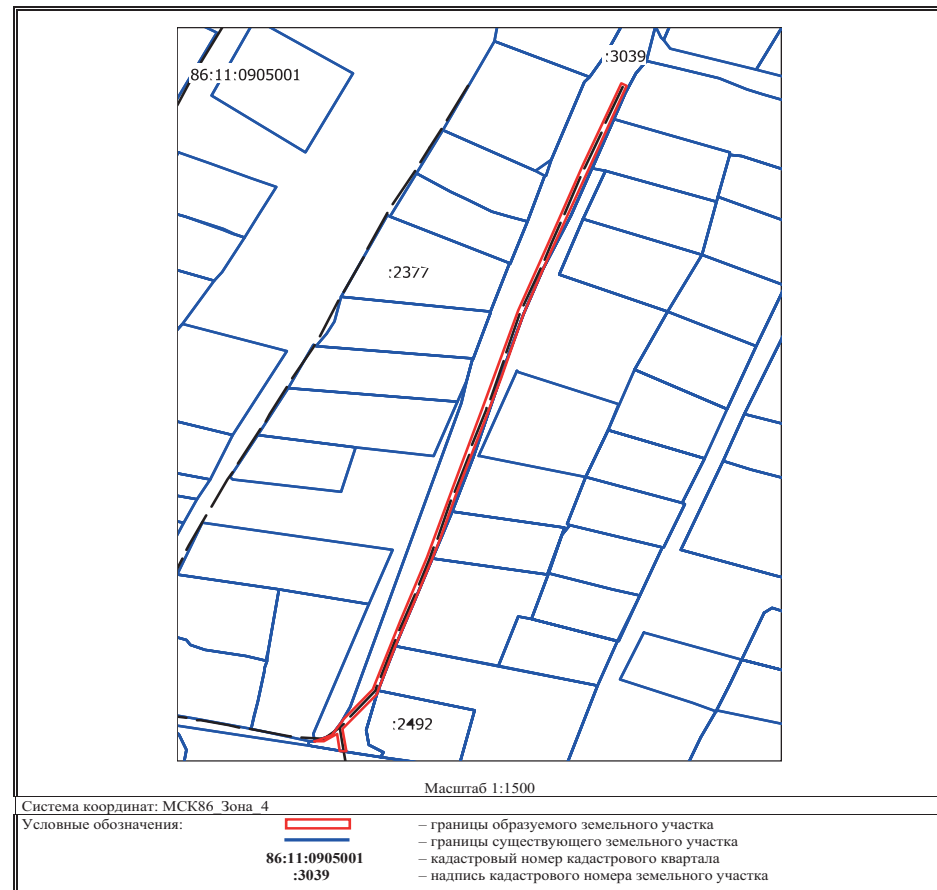 :3039
86:11:0905001
:2377
:2492
Масштаб 1:1500
Система координат: МСК86_Зона_4
Условные обозначения:
– границы образуемого земельного участка
– границы существующего земельного участка
86:11:0905001 – кадастровый номер кадастрового квартала
:3039 – надпись кадастрового номера земельного участка